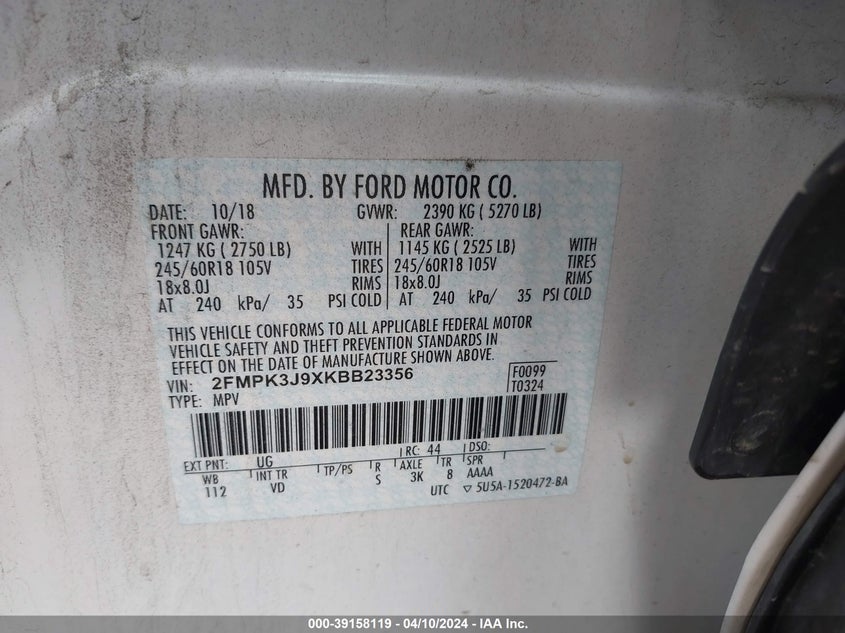 MFD. BY FORD MOTOR CO.
DATE: 10/18 GVWR: 2390 KG ( 5270 LB)
FRONT GAWR: REAR GAWR:
1247 KG ( 2750 LB) WITH 1145 KG ( 2525 LB) WITH
245/60R18 105V TIRES 245/60R18 105V TIRES
18x8.0J RIMS 18x8.0J RIMS
AT 240 kPa/ 35 PSI COLD AT 240 kPa/ 35 PSI COLD
THIS VEHICLE CONFORMS TO ALL APPLICABLE FEDERAL MOTOR
VEHICLE SAFETY AND THEFT PREVENTION STANDARDS IN
EFFECT ON THE DATE OF MANUFACTURE SHOWN ABOVE.
VIN: 2FMPK3J9XKBB23356 F0099
TYPE: MPV T0324
EXT PNT: UG RC: 44 DSO:
WB INT TR TP/PS R AXLE TR SPR
112 VD S 3K 8 AAAA
UTC ▽ 5U5A-1520472-BA
000-39158119 - 04/10/2024 - IAA Inc.